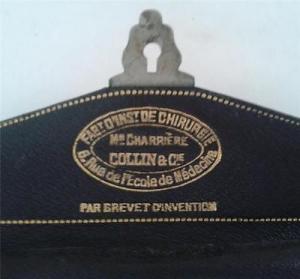 FABT. D'INST. DE CHIRURGIE
MON CHARRIÈRE
COLLIN & CIE
6, Rue de l'École de Médecine
PAR BREVET D'INVENTION